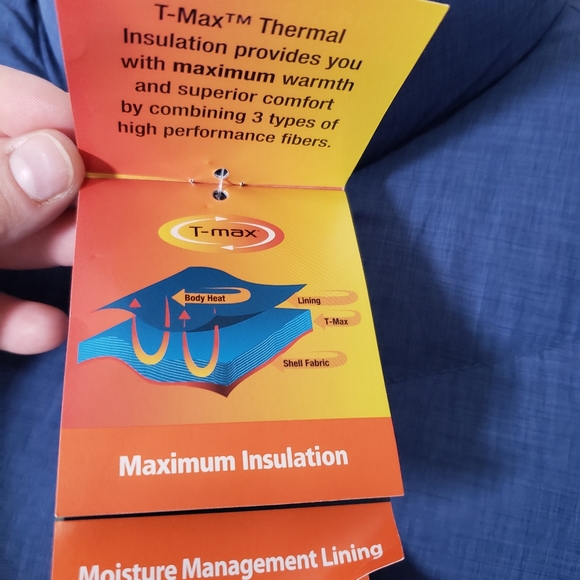 T-Max™ Thermal
Insulation provides you
with maximum warmth
and superior comfort
by combining 3 types of
high performance fibers.
T-max®
Body Heat
Lining
T-Max
Shell Fabric
Maximum Insulation
Moisture Management Lining